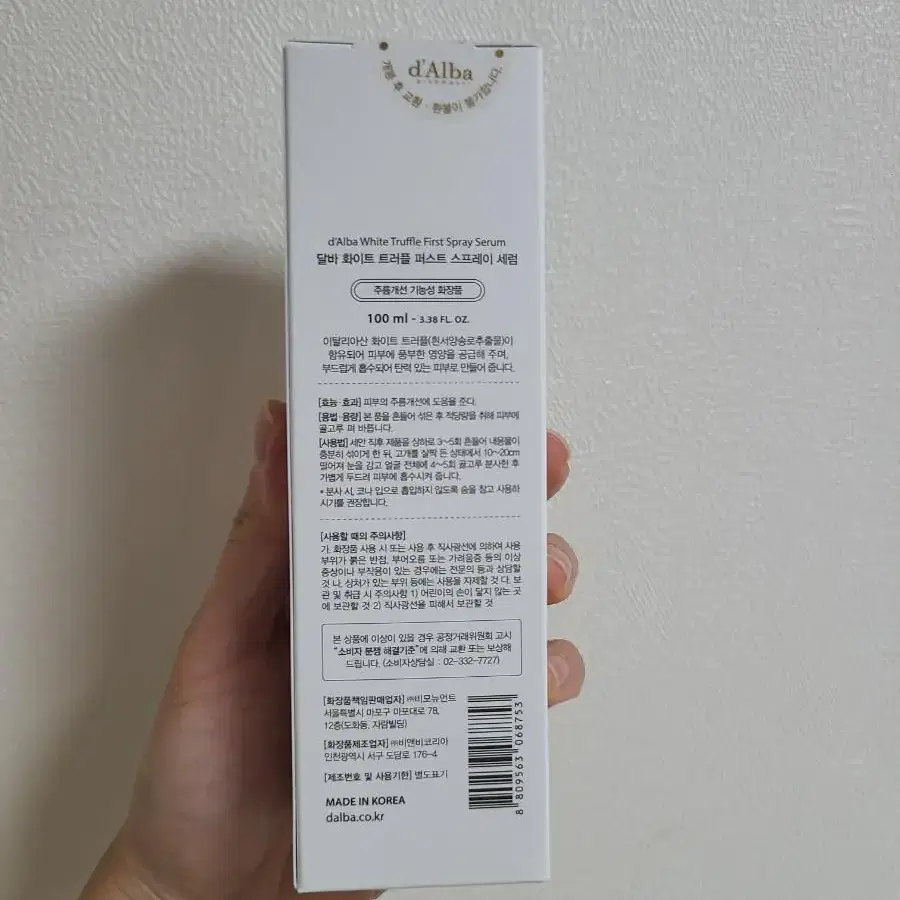 d'Alba
개봉 후 교환·환불이 불가합니다.
d'Alba White Truffle First Spray Serum
달바 화이트 트러플 퍼스트 스프레이 세럼
주름개선 기능성 화장품
100 ml - 3.38 FL. OZ.
이탈리아산 화이트 트러플(흰서양송로추출물)이
함유되어 피부에 풍부한 영양을 공급해 주며,
부드럽게 흡수되어 탄력 있는 피부로 만들어 줍니다.
[효능·효과] 피부의 주름개선에 도움을 준다.
[용법·용량] 본 품을 흔들어 섞은 후 적당량을 취해 피부에
골고루 펴 바릅니다.
[사용법] 세안 직후 제품을 상하로 3~5회 흔들어 내용물이
충분히 섞이게 한 뒤, 고개를 살짝 든 상태에서 10~20cm
떨어져 눈을 감고 얼굴 전체에 4~5회 골고루 분사한 후
가볍게 두드려 피부에 흡수시켜 줍니다.
* 분사 시, 코나 입으로 흡입하지 않도록 숨을 참고 사용하
시기를 권장합니다.
[사용할 때의 주의사항]
가. 화장품 사용 시 또는 사용 후 직사광선에 의하여 사용
부위가 붉은 반점, 부어오름 또는 가려움증 등의 이상
증상이나 부작용이 있는 경우에는 전문의 등과 상담할
것 나. 상처가 있는 부위 등에는 사용을 자제할 것 다. 보
관 및 취급 시 주의사항 1) 어린이의 손이 닿지 않는 곳
에 보관할 것 2) 직사광선을 피해서 보관할 것
본 상품에 이상이 있을 경우 공정거래위원회 고시
"소비자 분쟁 해결기준"에 의해 교환 또는 보상해
드립니다. (소비자상담실 : 02-332-7727)
[화장품책임판매업자] ㈜비모뉴먼트
서울특별시 마포구 마포대로 78,
12층(도화동, 자람빌딩)
[화장품제조업자] ㈜비앤비코리아
인천광역시 서구 도담로 176-4
[제조번호 및 사용기한] 별도표기
MADE IN KOREA
dalba.co.kr
8 809563 068753